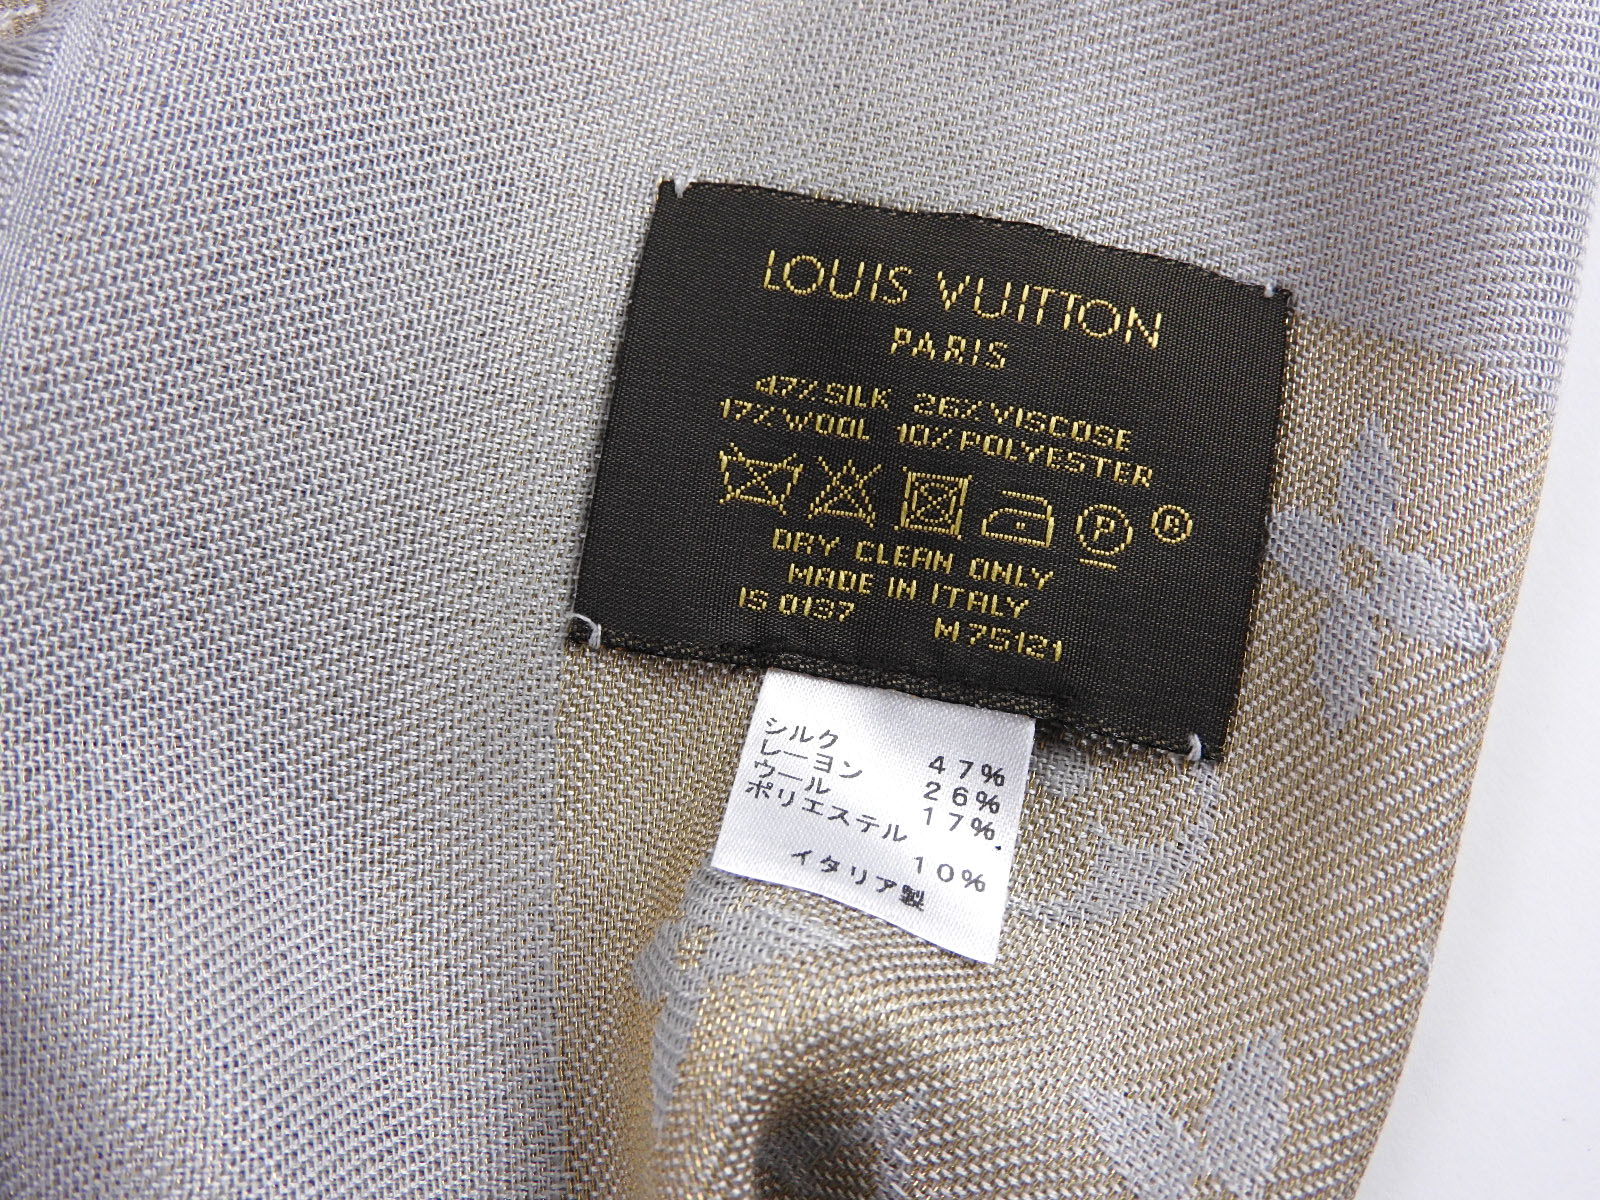 LOUIS VUITTON
PARIS
47% SILK 26% VISCOSE
17% WOOL 10% POLYESTER
P ®
DRY CLEAN ONLY
MADE IN ITALY
IS 0137 M75121
シルク 47%
レーヨン 26%
ウール 17%.
ポリエステル 10%
イタリア製